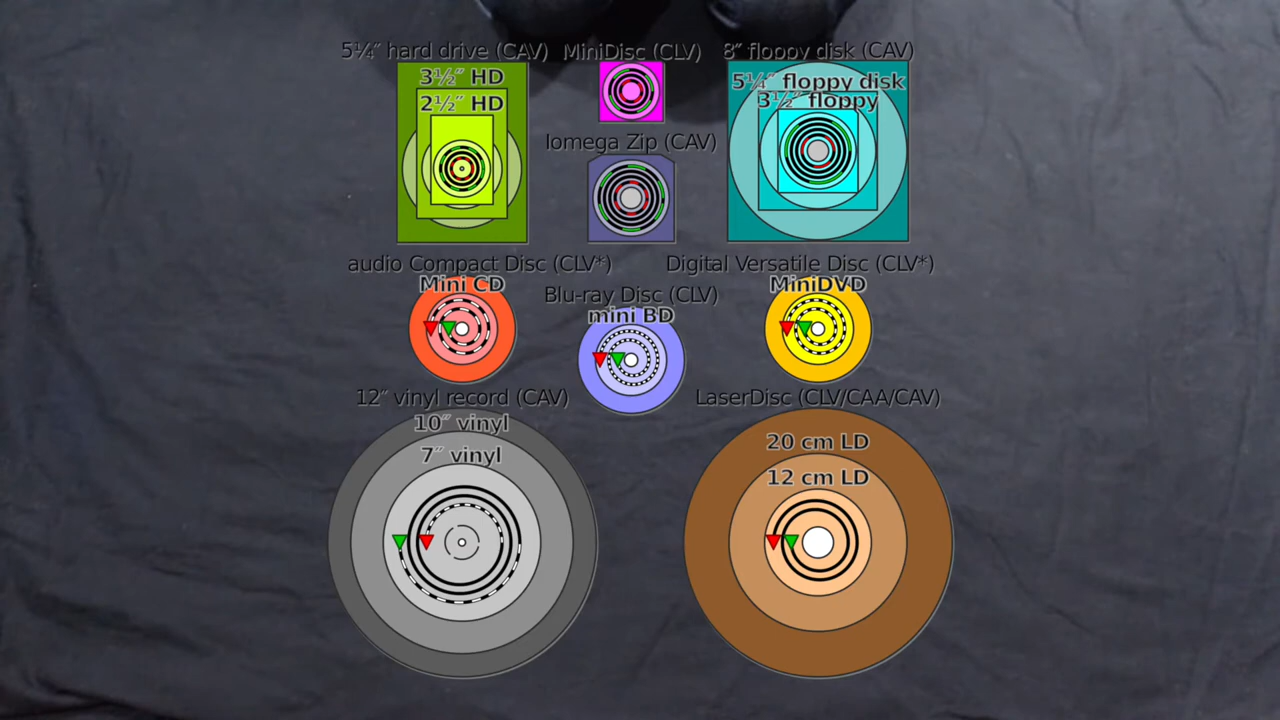 5¼″ hard drive (CAV)
MiniDisc (CLV)
8″ floppy disk (CAV)
3½″ HD
2½″ HD
5¼″ floppy disk
3½″ floppy
Iomega Zip (CAV)
audio Compact Disc (CLV*)
Digital Versatile Disc (CLV*)
Mini CD
Blu-ray Disc (CLV)
MiniDVD
mini BD
12″ vinyl record (CAV)
LaserDisc (CLV/CAA/CAV)
10″ vinyl
20 cm LD
7″ vinyl
12 cm LD